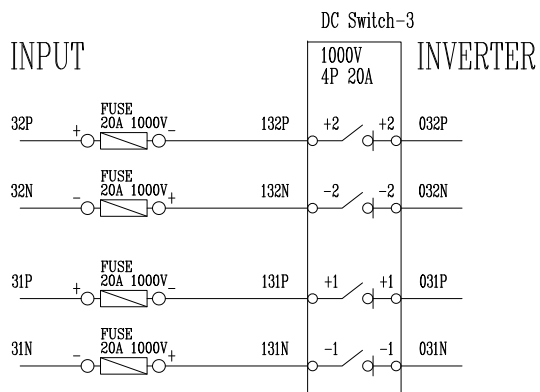 DC Switch-3
INPUT
1000V
4P 20A
INVERTER
FUSE
20A 1000V
32P + - 132P +2 +2 032P
FUSE
20A 1000V
32N - + 132N -2 -2 032N
FUSE
20A 1000V
31P + - 131P +1 +1 031P
FUSE
20A 1000V
31N - + 131N -1 -1 031N